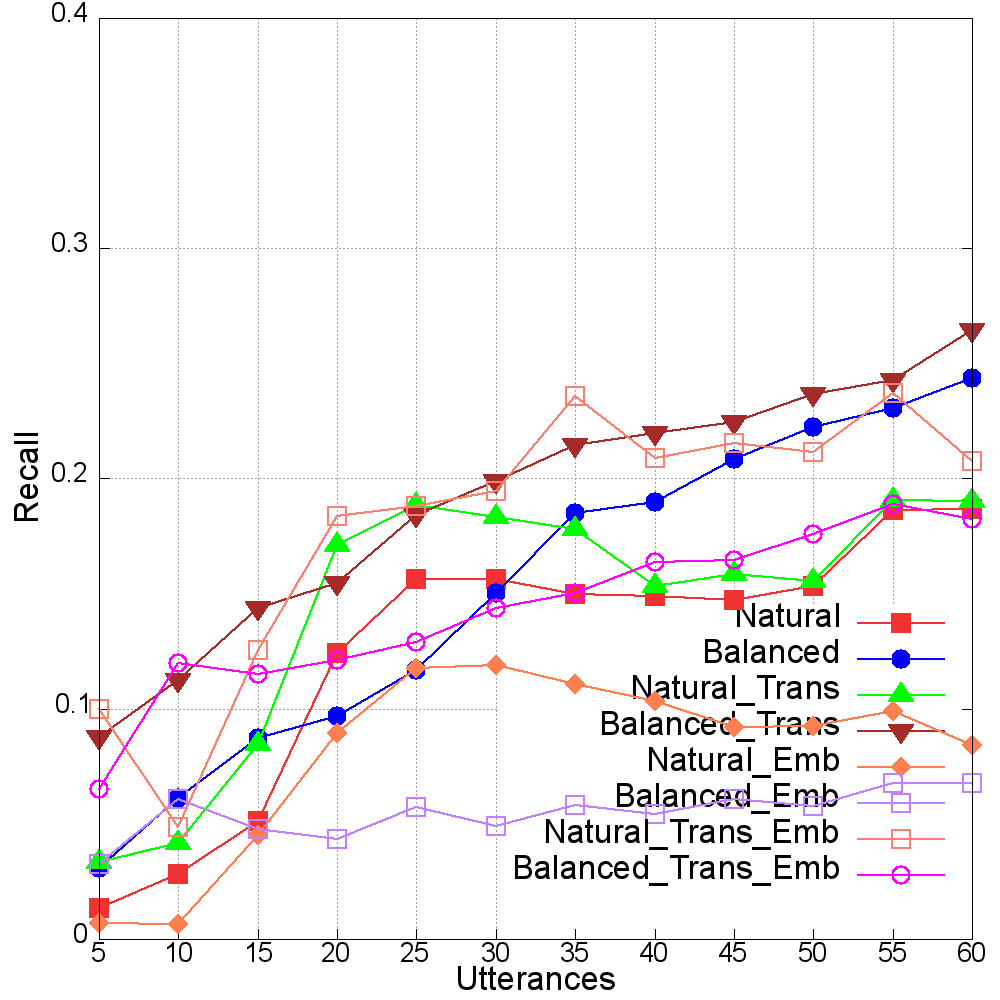 0.4
0.3
0.2
0.1
0
Recall
Natural
Balanced
Natural_Trans
Balanced_Trans
Natural_Emb
Balanced_Emb
Natural_Trans_Emb
Balanced_Trans_Emb
5 10 15 20 25 30 35 40 45 50 55 60
Utterances